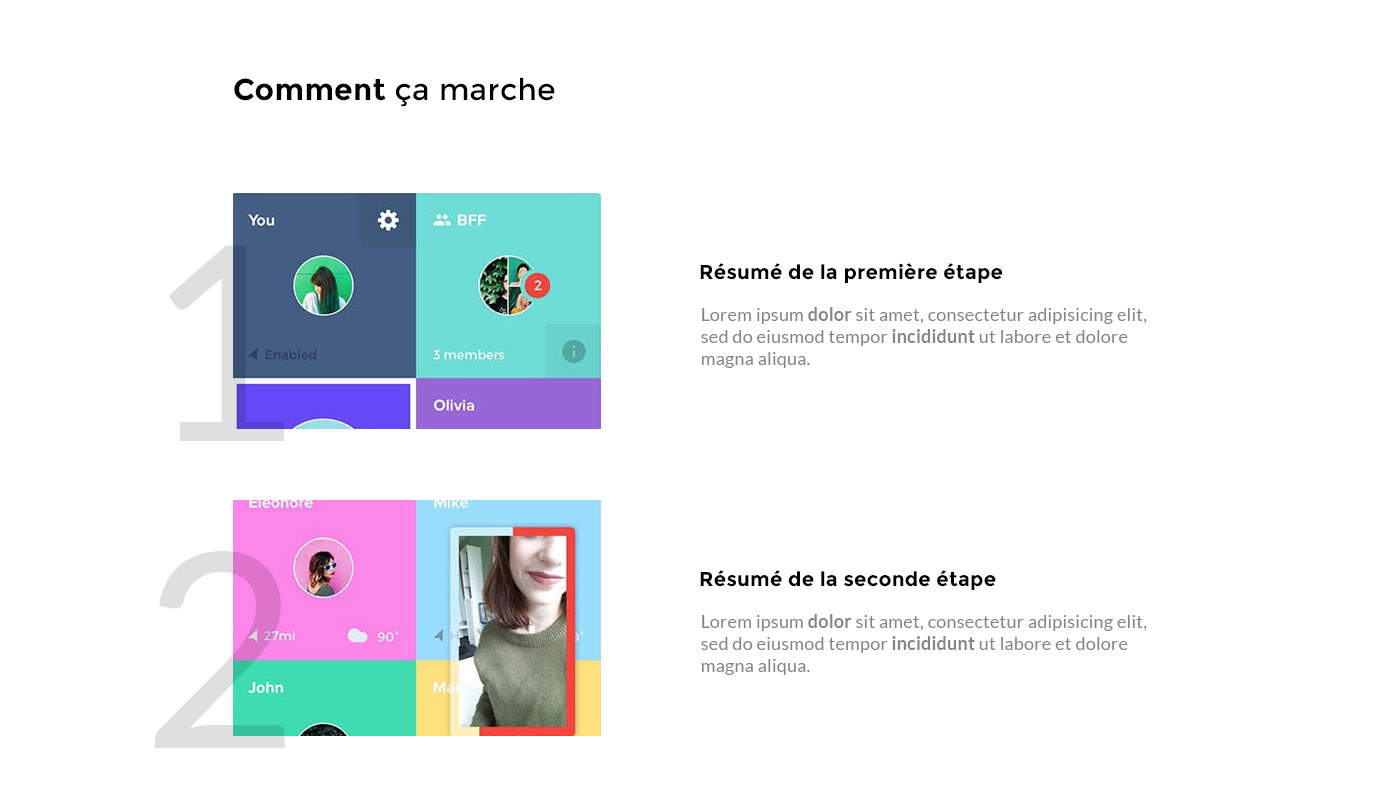 Comment ça marche
1
You
BFF
2
Enabled
3 members
Olivia
Résumé de la première étape
Lorem ipsum dolor sit amet, consectetur adipisicing elit,
sed do eiusmod tempor incididunt ut labore et dolore
magna aliqua.
2
Eleonore
Mike
27mi
90°
John
Résumé de la seconde étape
Lorem ipsum dolor sit amet, consectetur adipisicing elit,
sed do eiusmod tempor incididunt ut labore et dolore
magna aliqua.